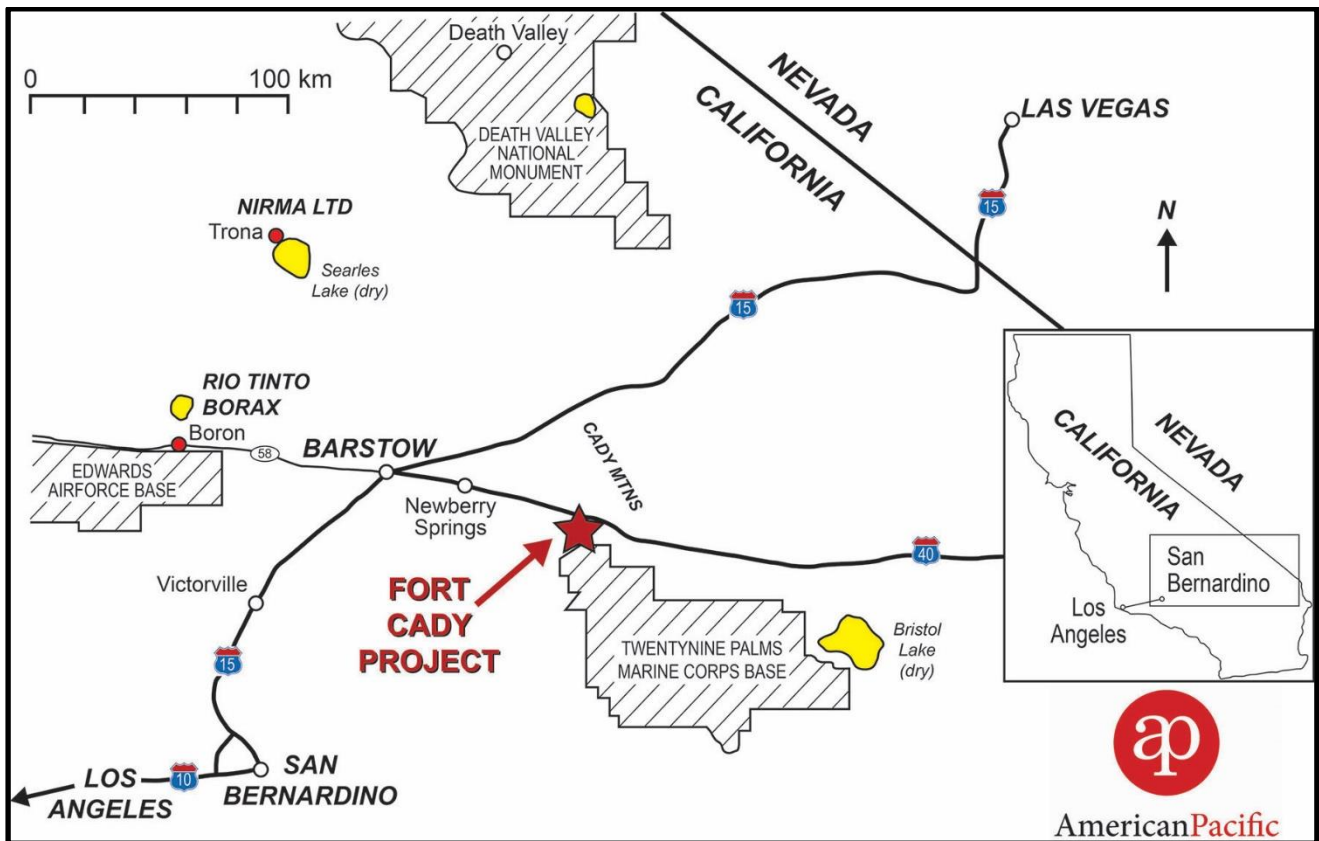 0 100 km
Death Valley
DEATH VALLEY
NATIONAL
MONUMENT
NEVADA
CALIFORNIA
LAS VEGAS
15
N
NIRMA LTD
Trona
Searles
Lake (dry)
15
RIO TINTO
BORAX
Boron
58
EDWARDS
AIRFORCE BASE
BARSTOW
Newberry
Springs
CADY MTNS
40
FORT
CADY
PROJECT
Victorville
TWENTYNINE PALMS
MARINE CORPS BASE
Bristol
Lake
(dry)
15
10
LOS
ANGELES
SAN
BERNARDINO
CALIFORNIA
NEVADA
San
Bernardino
Los
Angeles
ap
AmericanPacific